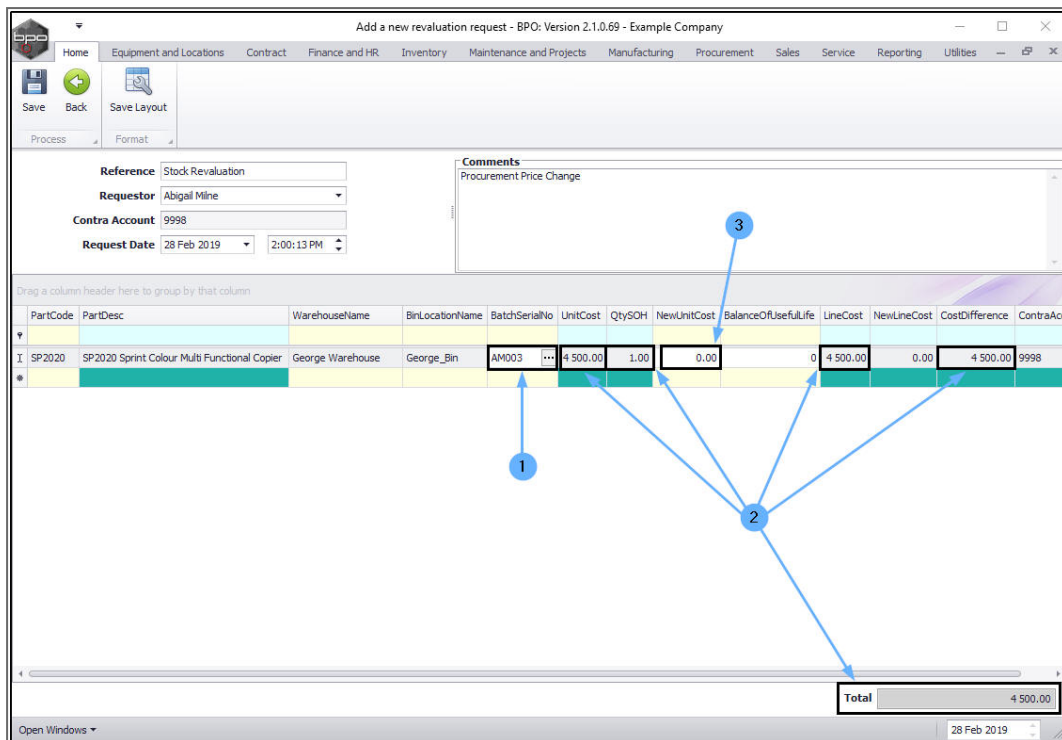 Add a new revaluation request - BPO: Version 2.1.0.69 - Example Company
bpo
Home Equipment and Locations Contract Finance and HR Inventory Maintenance and Projects Manufacturing Procurement Sales Service Reporting Utilities
Save Back Save Layout
Process Format
Reference Stock Revaluation
Requestor Abigail Milne
Contra Account 9998
Request Date 28 Feb 2019 2:00:13 PM
Comments
Procurement Price Change
3
Drag a column header here to group by that column
PartCode PartDesc WarehouseName BinLocationName BatchSerialNo UnitCost QtySOH NewUnitCost BalanceOfUsefulLife LineCost NewLineCost CostDifference ContraAcc
SP2020 SP2020 Sprint Colour Multi Functional Copier George Warehouse George_Bin AM003 ... 4 500.00 1.00 0.00 0 4 500.00 0.00 4 500.00 9998
1
2
Total 4 500.00
Open Windows 28 Feb 2019